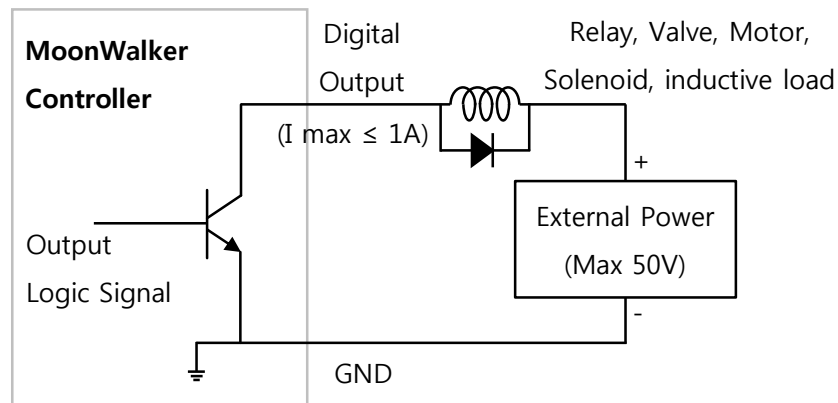 MoonWalker
Controller
Digital
Output
(I max ≤ 1A)
Relay, Valve, Motor,
Solenoid, inductive load
+
External Power
(Max 50V)
-
Output
Logic Signal
GND